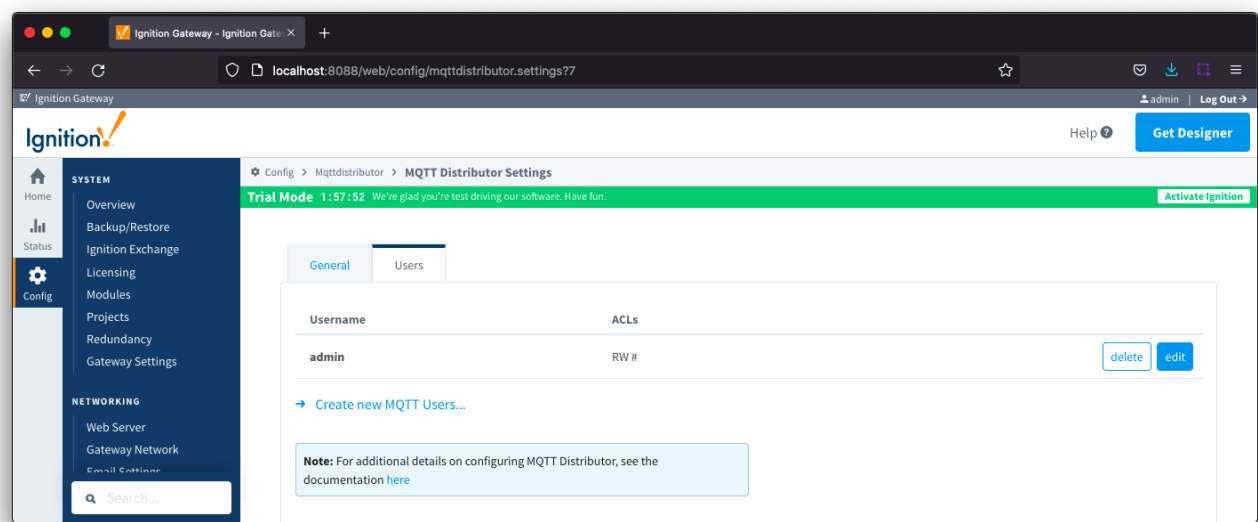 Ignition Gateway - Ignition Gate
localhost:8088/web/config/mqttdistributor.settings?7
Ignition Gateway
admin | Log Out
Ignition!
Help
Get Designer
Home
Status
Config
SYSTEM
Overview
Backup/Restore
Ignition Exchange
Licensing
Modules
Projects
Redundancy
Gateway Settings
NETWORKING
Web Server
Gateway Network
Email Settings
Search...
Config > Mqttdistributor > MQTT Distributor Settings
Trial Mode 1:57:52 We're glad you're test driving our software. Have fun.
Activate Ignition
General Users
Username ACLs
admin RW # delete edit
Create new MQTT Users...
Note: For additional details on configuring MQTT Distributor, see the
documentation here